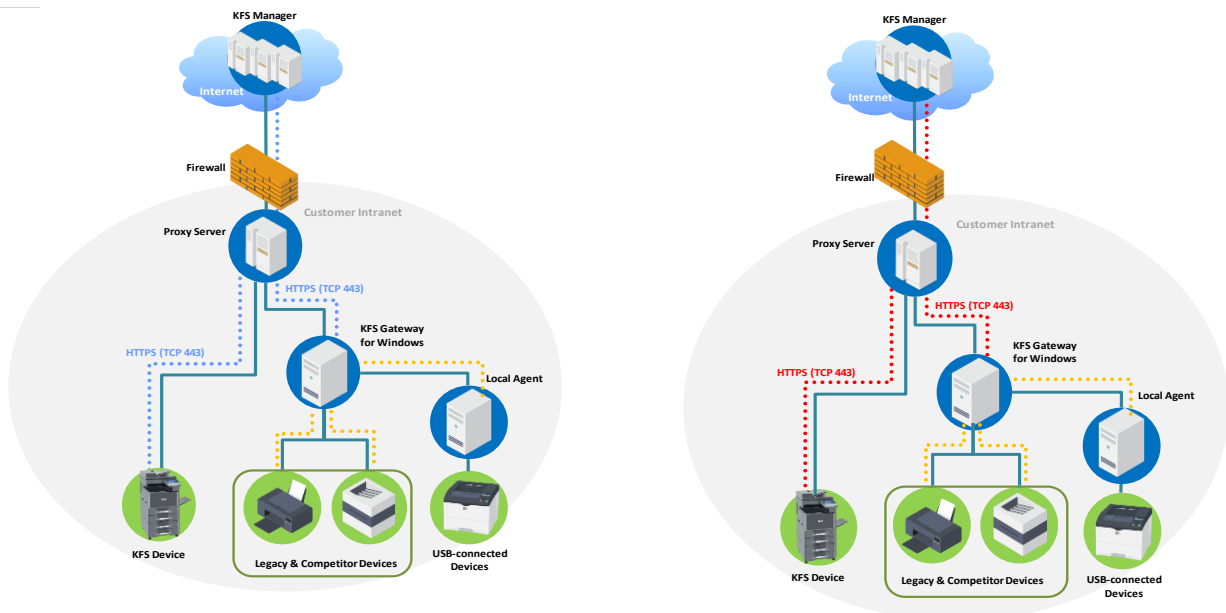 KFS Manager
Internet
Firewall
Customer Intranet
Proxy Server
HTTPS (TCP 443)
KFS Gateway
for Windows
HTTPS (TCP 443)
Local Agent
KFS Device
Legacy & Competitor Devices
USB-connected
Devices
KFS Manager
Internet
Firewall
Customer Intranet
Proxy Server
HTTPS (TCP 443)
KFS Gateway
for Windows
HTTPS (TCP 443)
Local Agent
KFS Device
Legacy & Competitor Devices
USB-connected
Devices